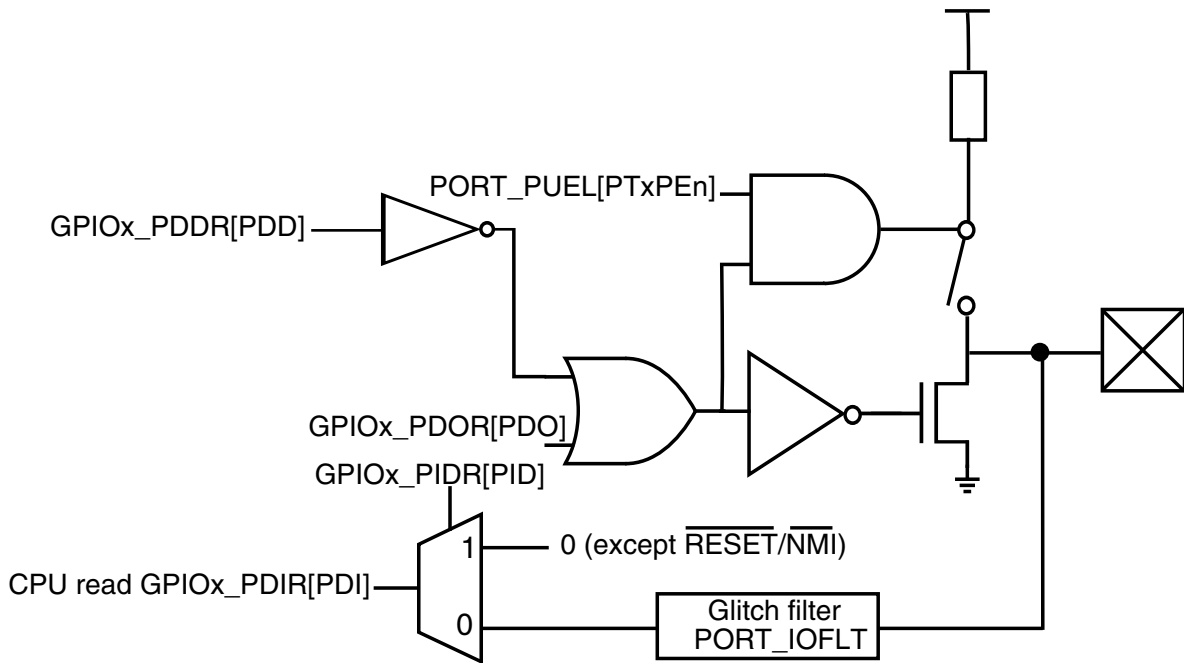 PORT_PUEL[PTxPEn]
GPIOx_PDDR[PDD]
GPIOx_PDOR[PDO]
GPIOx_PIDR[PID]
1
0 (except RESET/NMI)
CPU read GPIOx_PDIR[PDI]
0
Glitch filter
PORT_IOFLT